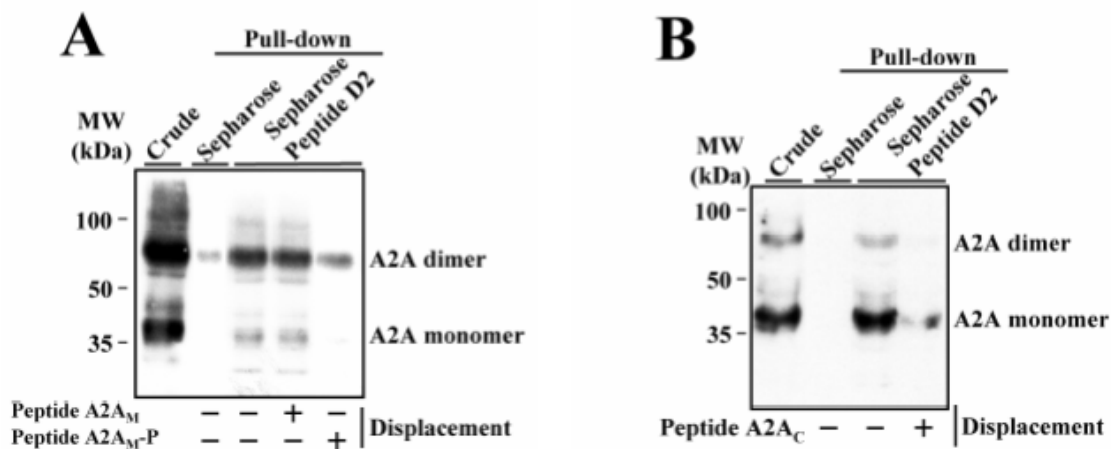 A
Pull-down
MW
(kDa)
Crude
Sepharose
Sepharose
Peptide D2
100
50
35
A2A dimer
A2A monomer
Peptide A2AM − − + −
Peptide A2AM-P − − − +
Displacement
B
Pull-down
MW
(kDa)
Crude
Sepharose
Sepharose
Peptide D2
100
50
35
A2A dimer
A2A monomer
Peptide A2AC − − +
Displacement